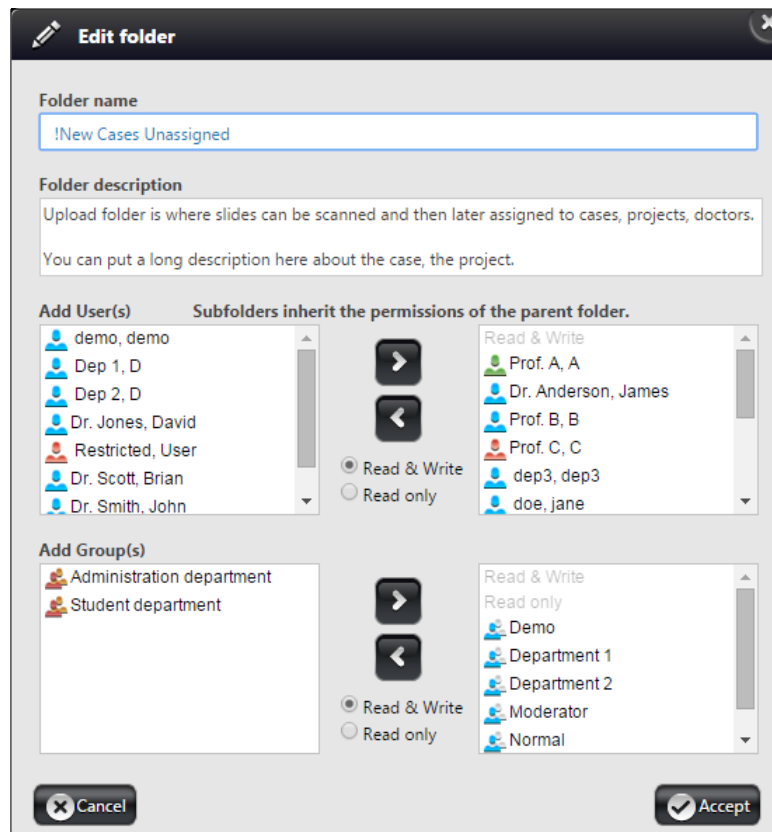 Edit folder
Folder name
!New Cases Unassigned
Folder description
Upload folder is where slides can be scanned and then later assigned to cases, projects, doctors.
You can put a long description here about the case, the project.
Add User(s) Subfolders inherit the permissions of the parent folder.
demo, demo
Dep 1, D
Dep 2, D
Dr. Jones, David
Restricted, User
Dr. Scott, Brian
Dr. Smith, John
Read & Write
Read only
Read & Write
Prof. A, A
Dr. Anderson, James
Prof. B, B
Prof. C, C
dep3, dep3
doe, jane
Add Group(s)
Administration department
Student department
Read & Write
Read only
Read & Write
Read only
Demo
Department 1
Department 2
Moderator
Normal
Cancel
Accept